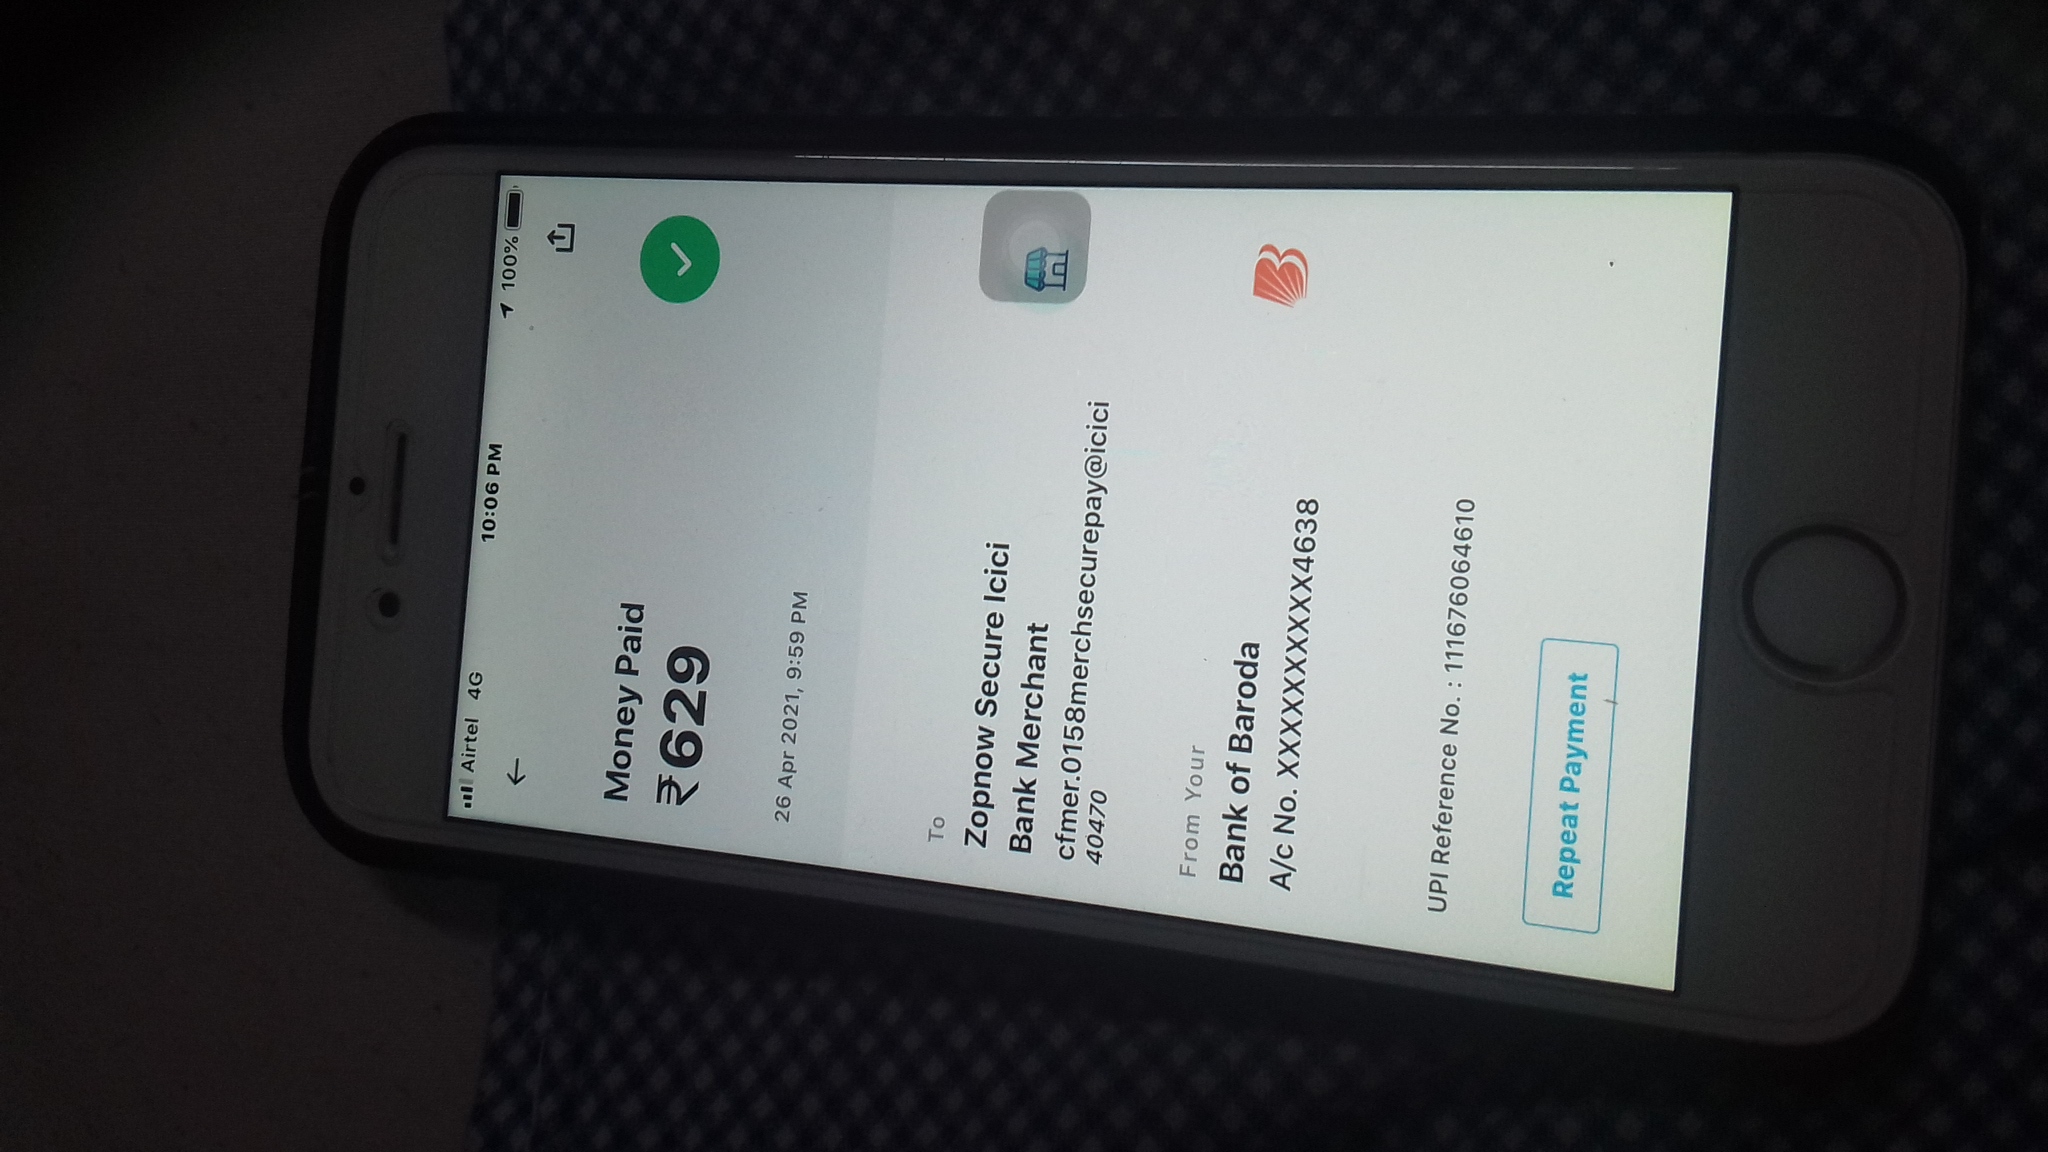 Airtel 4G 10:06 PM 100%
Money Paid
₹629
26 Apr 2021, 9:59 PM
To
Zopnow Secure Icici
Bank Merchant
cfmer.0158merchsecurepay@icici
40470
From Your
Bank of Baroda
A/c No. XXXXXXXXXX4638
UPI Reference No. : 111676064610
Repeat Payment